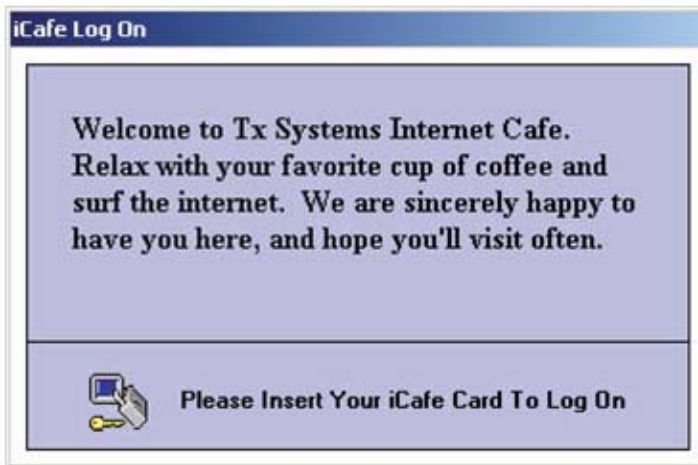 iCafe Log On
Welcome to Tx Systems Internet Cafe.
Relax with your favorite cup of coffee and
surf the internet. We are sincerely happy to
have you here, and hope you'll visit often.
Please Insert Your iCafe Card To Log On